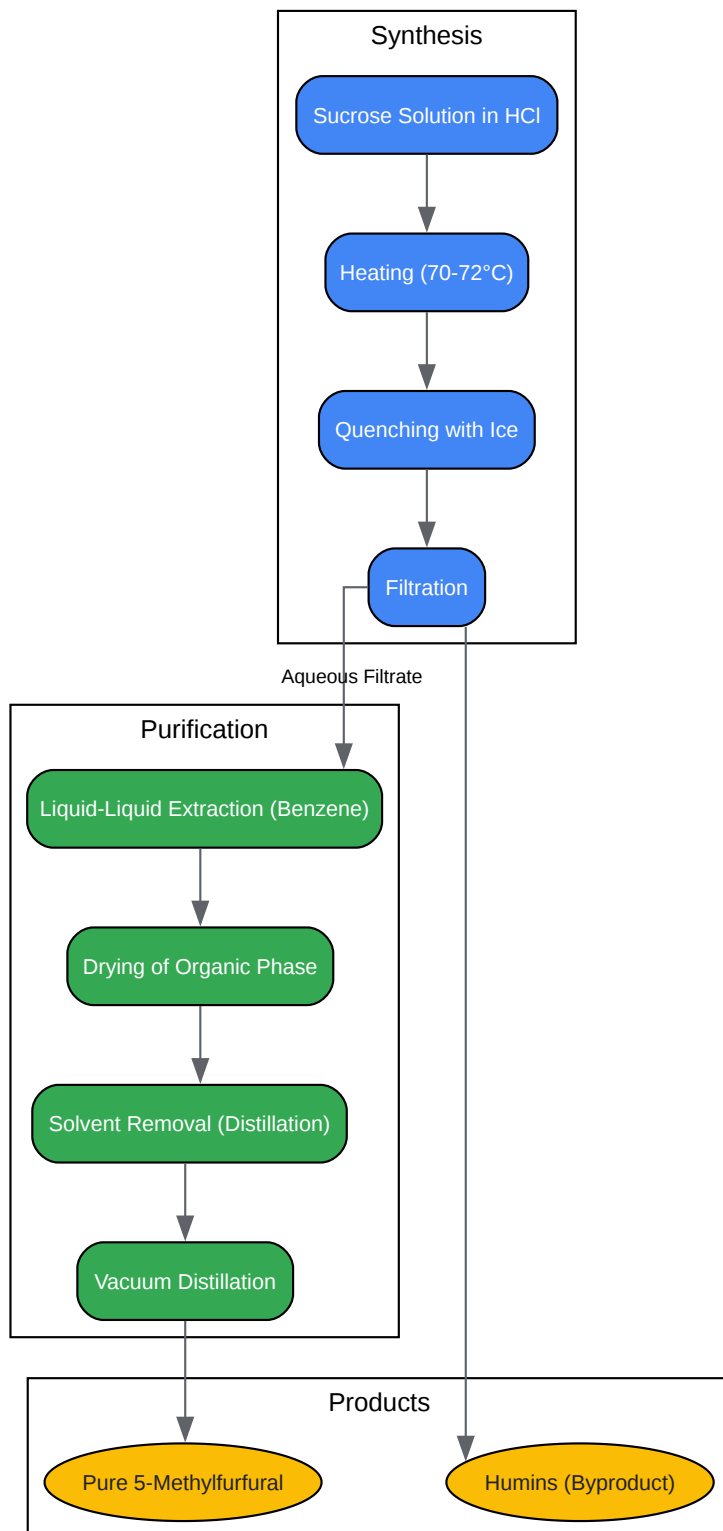 Synthesis
Sucrose Solution in HCl
Heating (70-72°C)
Quenching with Ice
Filtration
Aqueous Filtrate
Purification
Liquid-Liquid Extraction (Benzene)
Drying of Organic Phase
Solvent Removal (Distillation)
Vacuum Distillation
Products
Pure 5-Methylfurfural
Humins (Byproduct)